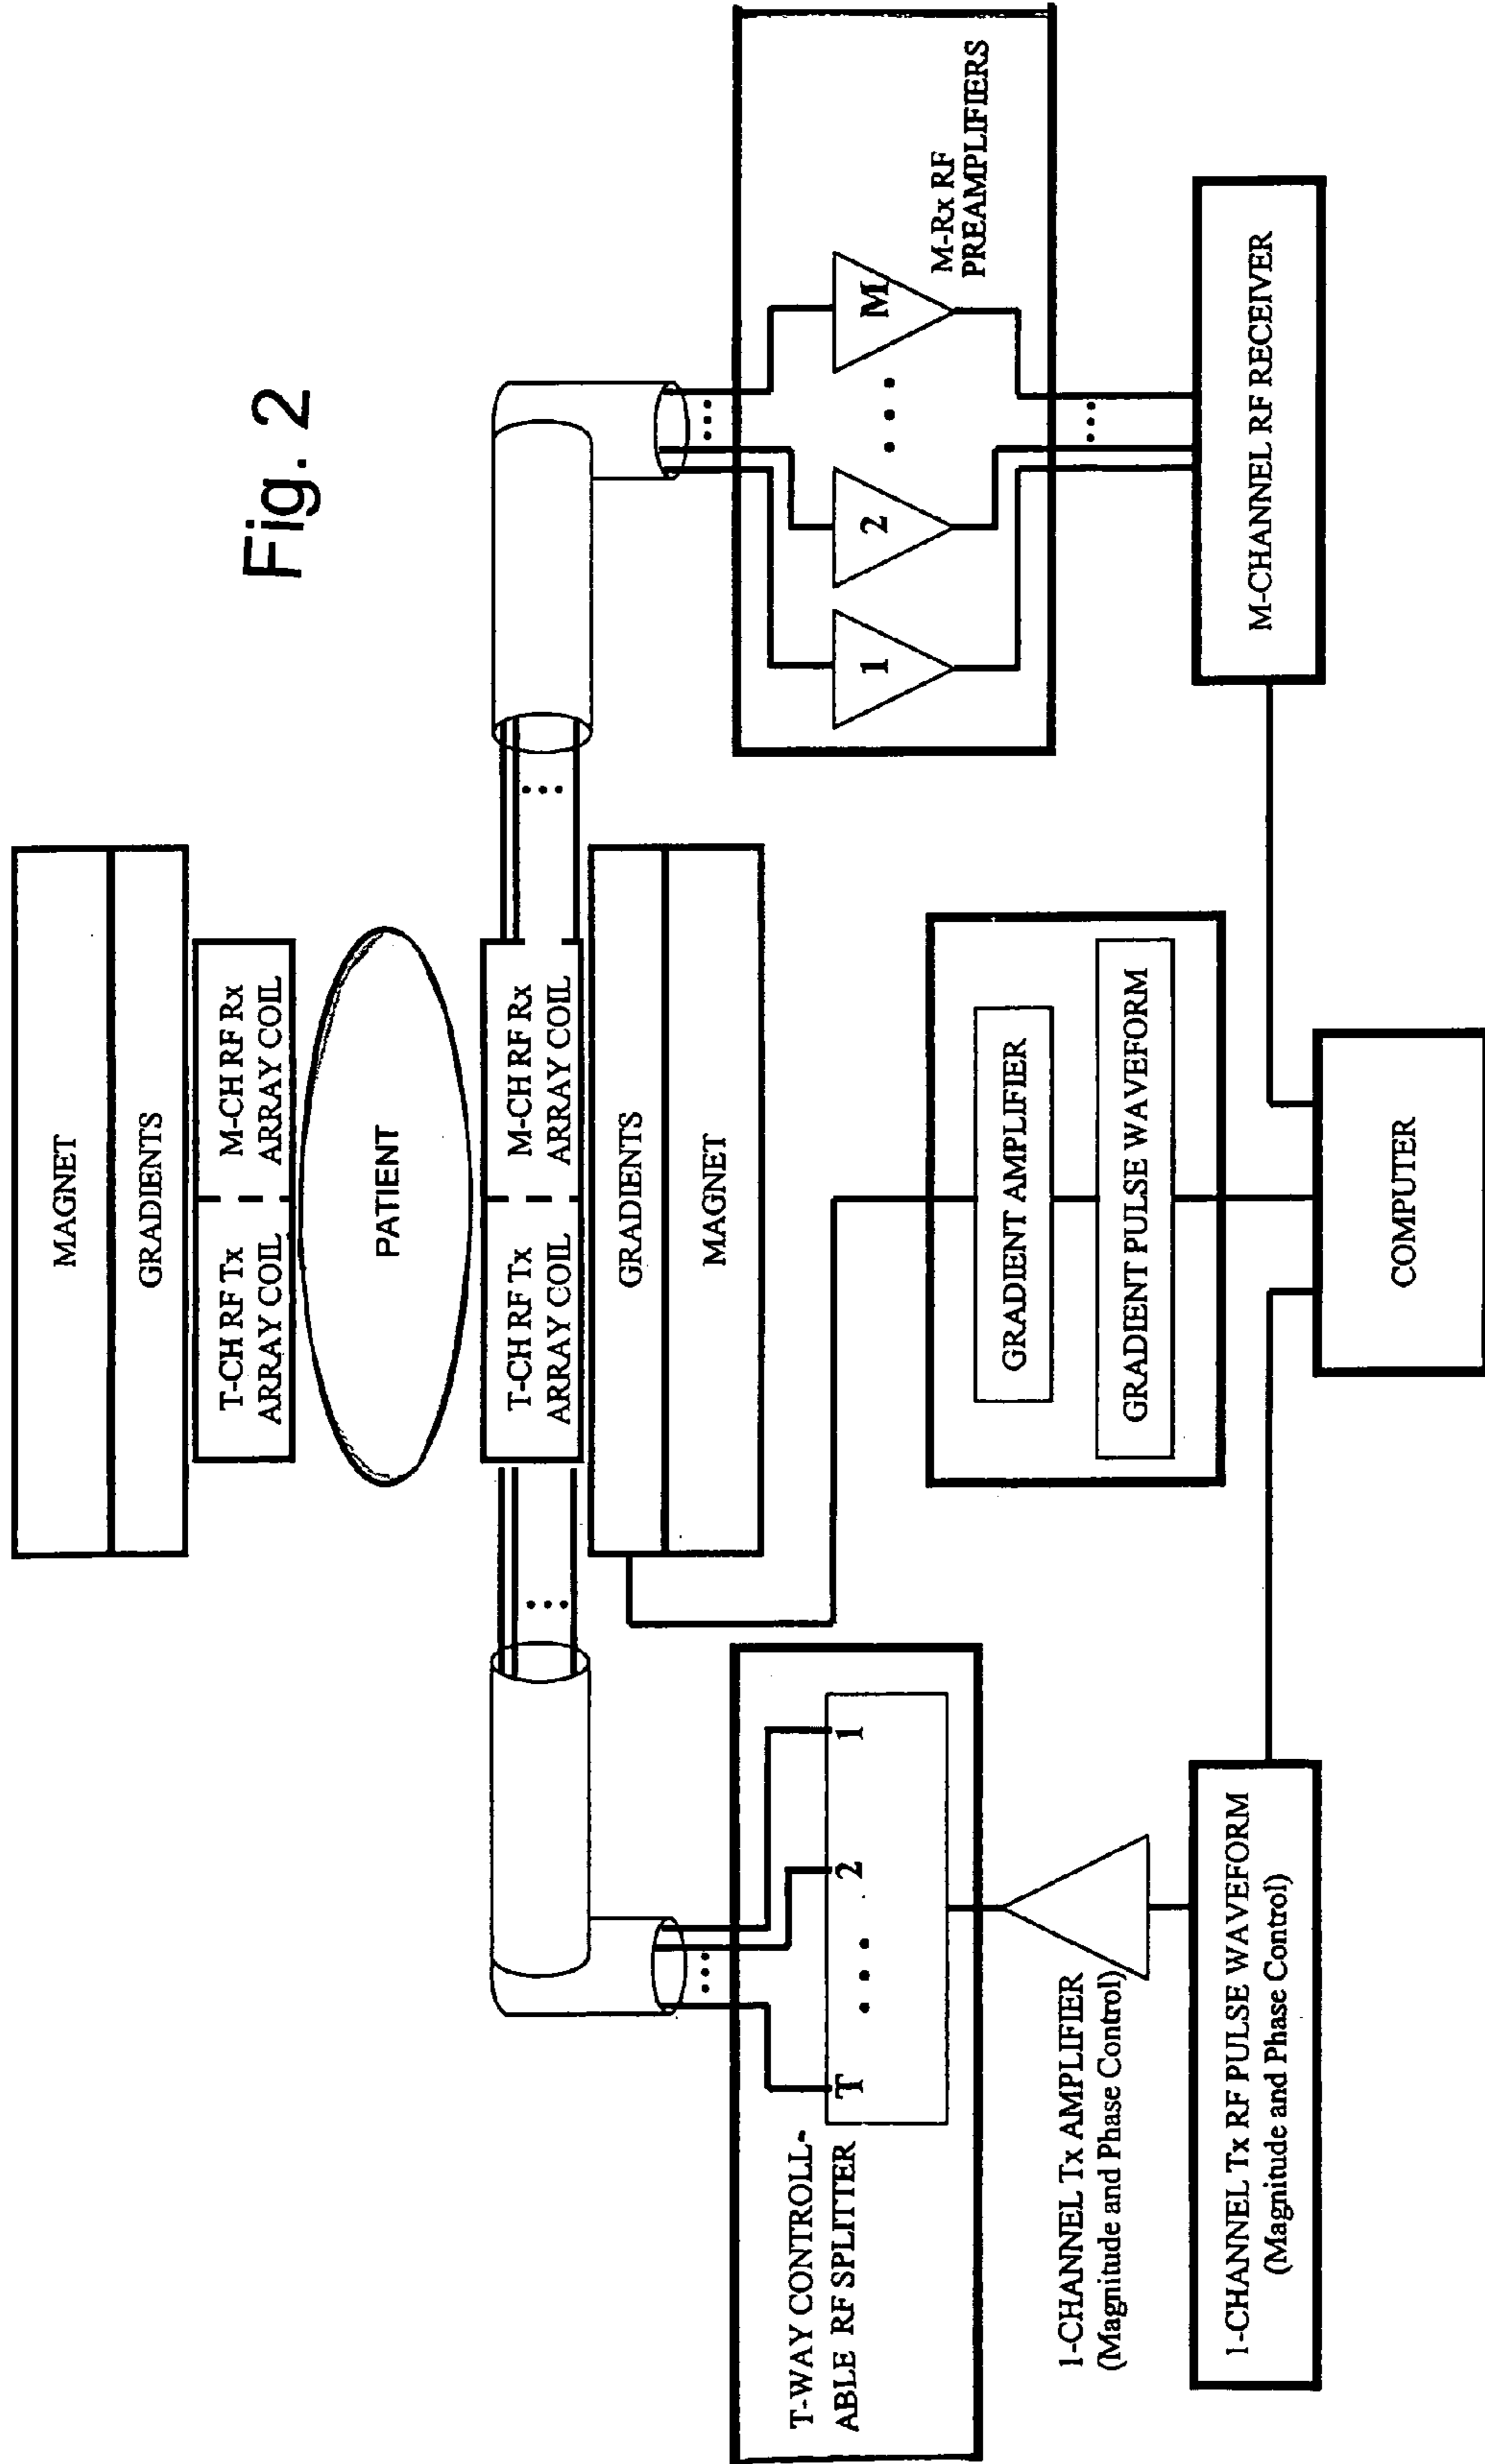 Fig. 2
MAGNET
GRADIENTS
T-CH RF Tx
ARRAY COIL
M-CH RF Rx
ARRAY COIL
PATIENT
T-CH RF Tx
ARRAY COIL
M-CH RF Rx
ARRAY COIL
GRADIENTS
MAGNET
T-WAY CONTROLL-
ABLE RF SPLITTER
T
2
1
1-CHANNEL Tx AMPLIFIER
(Magnitude and Phase Control)
1-CHANNEL Tx RF PULSE WAVEFORM
(Magnitude and Phase Control)
GRADIENT AMPLIFIER
GRADIENT PULSE WAVEFORM
COMPUTER
1
2
M
M-Rx RF
PREAMPLIFIERS
M-CHANNEL RF RECEIVER